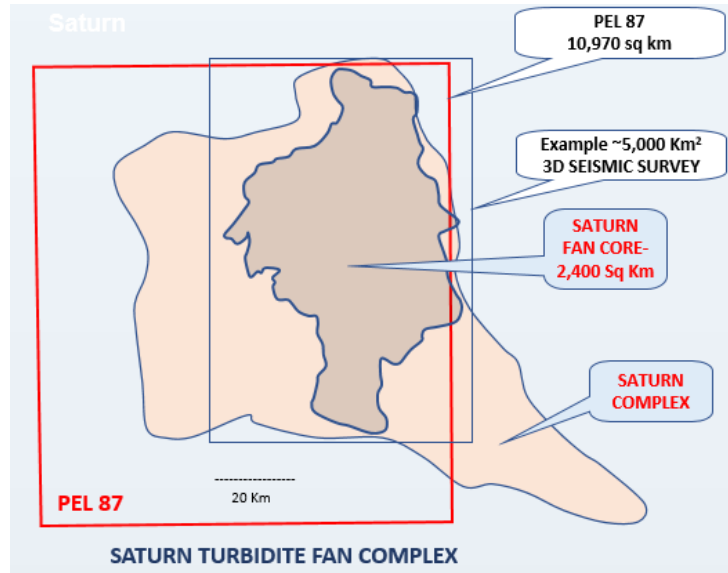 Saturn
PEL 87
10,970 sq km
Example ~5,000 Km²
3D SEISMIC SURVEY
SATURN
FAN CORE-
2,400 Sq Km
SATURN
COMPLEX
20 Km
PEL 87
SATURN TURBIDITE FAN COMPLEX